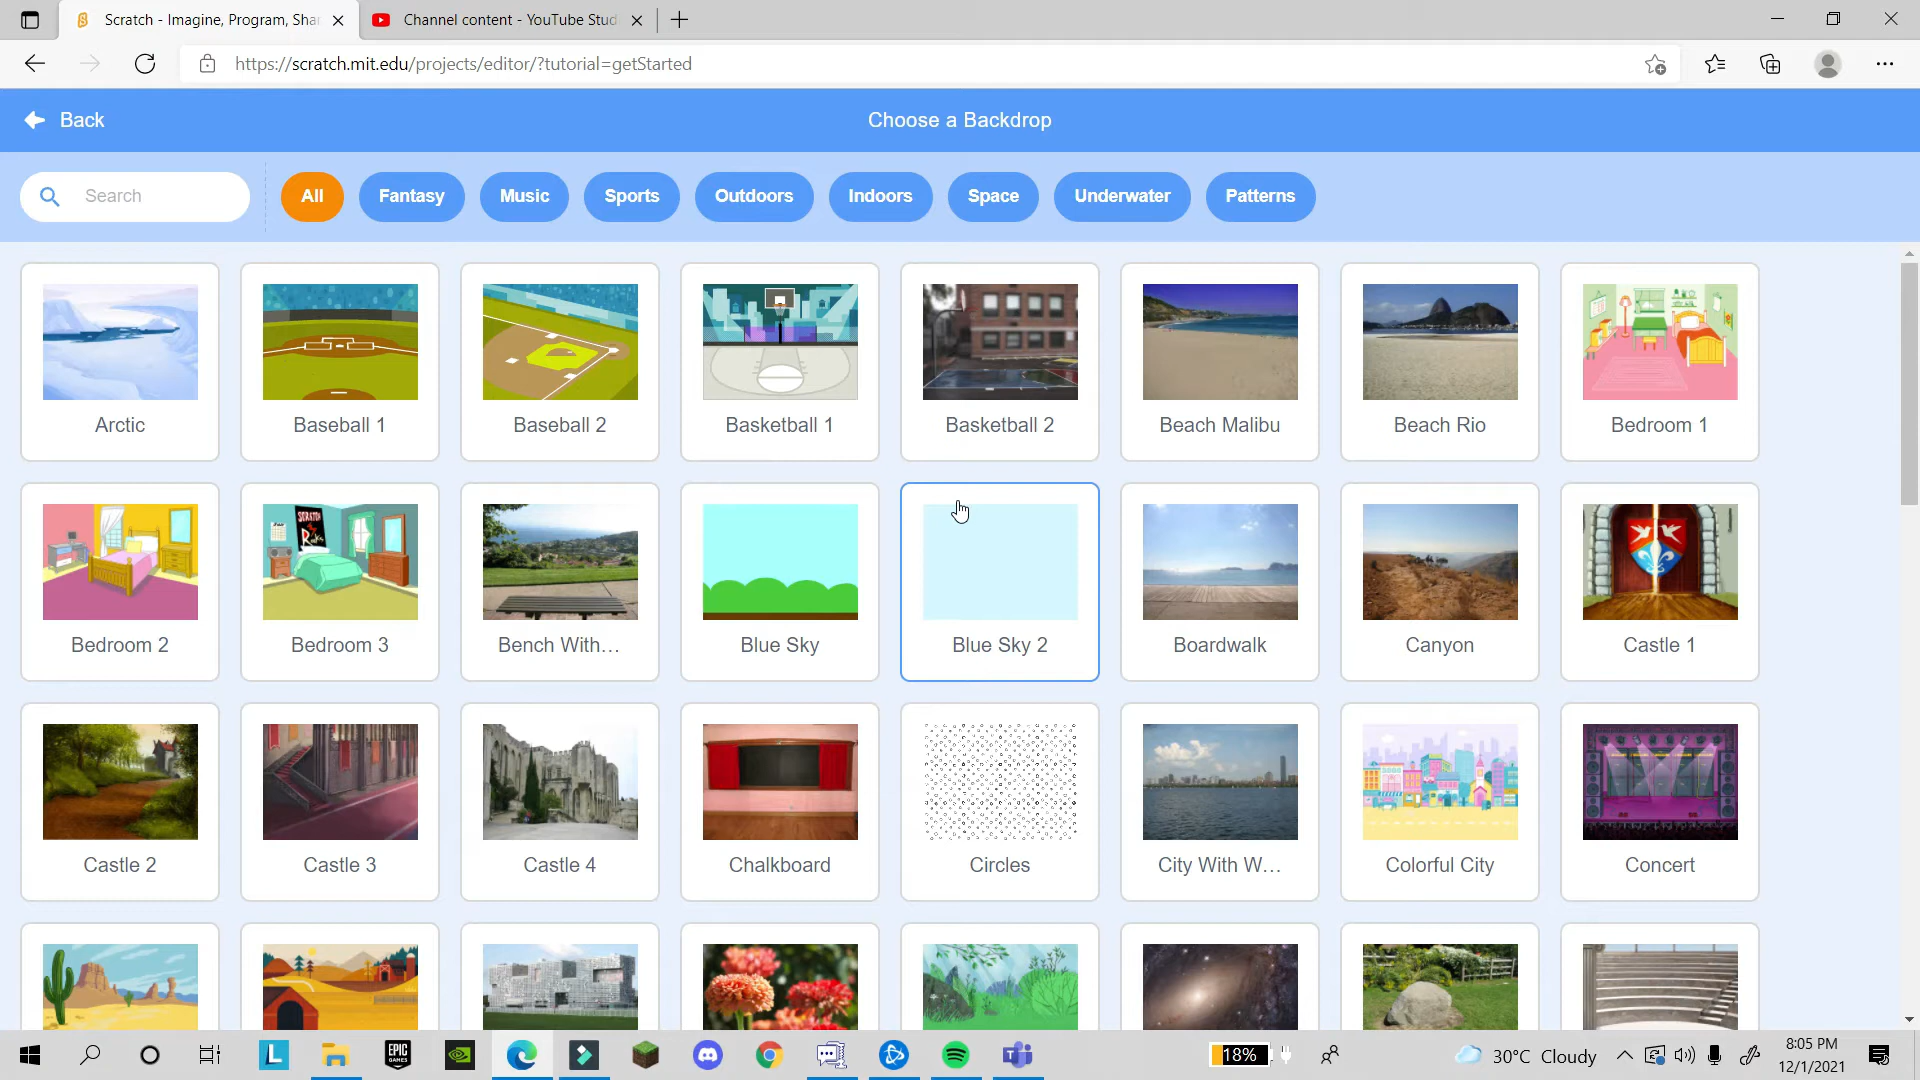 Scratch - Imagine, Program, Sha
Channel content - YouTube Stud
https://scratch.mit.edu/projects/editor/?tutorial=getStarted
Back
Choose a Backdrop
Search
All
Fantasy
Music
Sports
Outdoors
Indoors
Space
Underwater
Patterns
Arctic
Baseball 1
Baseball 2
Basketball 1
Basketball 2
Beach Malibu
Beach Rio
Bedroom 1
SCRATCH
Rocks
Bedroom 2
Bedroom 3
Bench With...
Blue Sky
Blue Sky 2
Boardwalk
Canyon
Castle 1
Castle 2
Castle 3
Castle 4
Chalkboard
Circles
City With W...
Colorful City
Concert
L
EPIC
GAMES
18%
30°C Cloudy
8:05 PM
12/1/2021